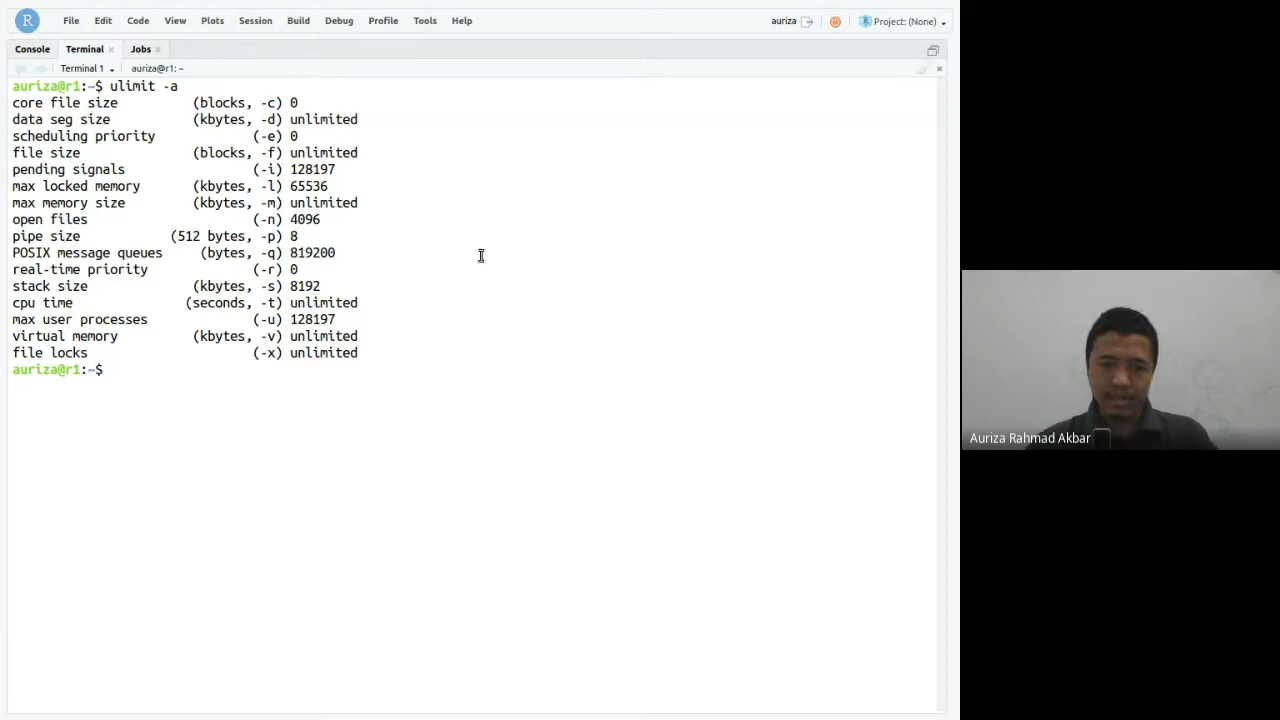 R File Edit Code View Plots Session Build Debug Profile Tools Help auriza R Project: (None)
Console Terminal Jobs
Terminal 1 auriza@r1: ~
auriza@r1:~$ ulimit -a
core file size (blocks, -c) 0
data seg size (kbytes, -d) unlimited
scheduling priority (-e) 0
file size (blocks, -f) unlimited
pending signals (-i) 128197
max locked memory (kbytes, -l) 65536
max memory size (kbytes, -m) unlimited
open files (-n) 4096
pipe size (512 bytes, -p) 8
POSIX message queues (bytes, -q) 819200
real-time priority (-r) 0
stack size (kbytes, -s) 8192
cpu time (seconds, -t) unlimited
max user processes (-u) 128197
virtual memory (kbytes, -v) unlimited
file locks (-x) unlimited
auriza@r1:~$
Auriza Rahmad Akbar